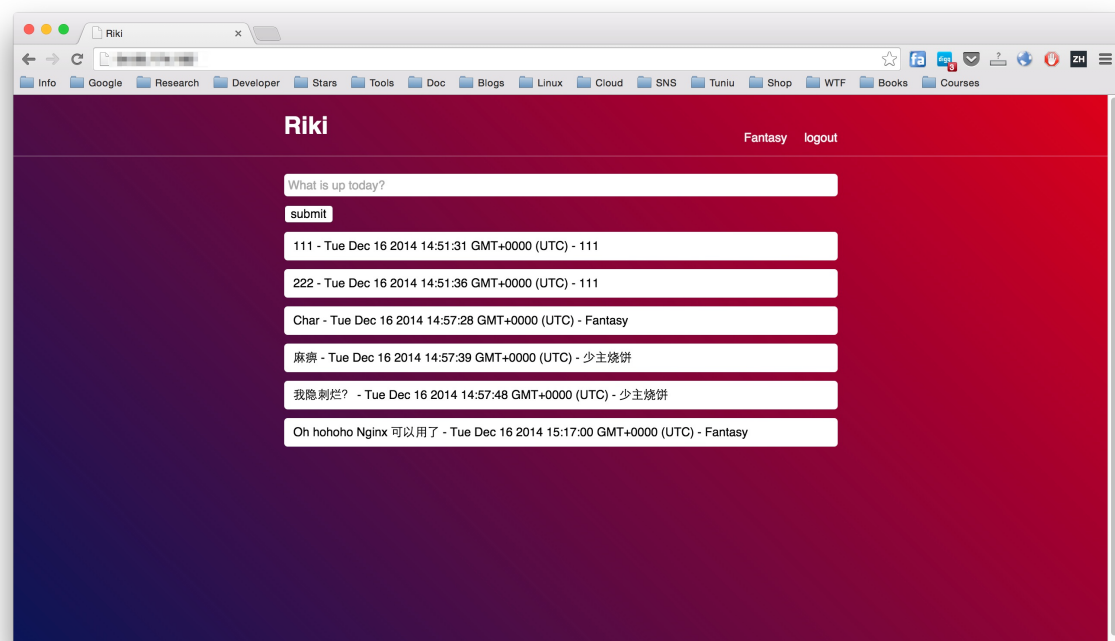 Riki
Info Google Research Developer Stars Tools Doc Blogs Linux Cloud SNS Tuniu Shop WTF Books Courses
Riki
Fantasy logout
What is up today?
submit
111 - Tue Dec 16 2014 14:51:31 GMT+0000 (UTC) - 111
222 - Tue Dec 16 2014 14:51:36 GMT+0000 (UTC) - 111
Char - Tue Dec 16 2014 14:57:28 GMT+0000 (UTC) - Fantasy
麻痹 - Tue Dec 16 2014 14:57:39 GMT+0000 (UTC) - 少主烧饼
我隐刺烂？ - Tue Dec 16 2014 14:57:48 GMT+0000 (UTC) - 少主烧饼
Oh hohoho Nginx 可以用了 - Tue Dec 16 2014 15:17:00 GMT+0000 (UTC) - Fantasy